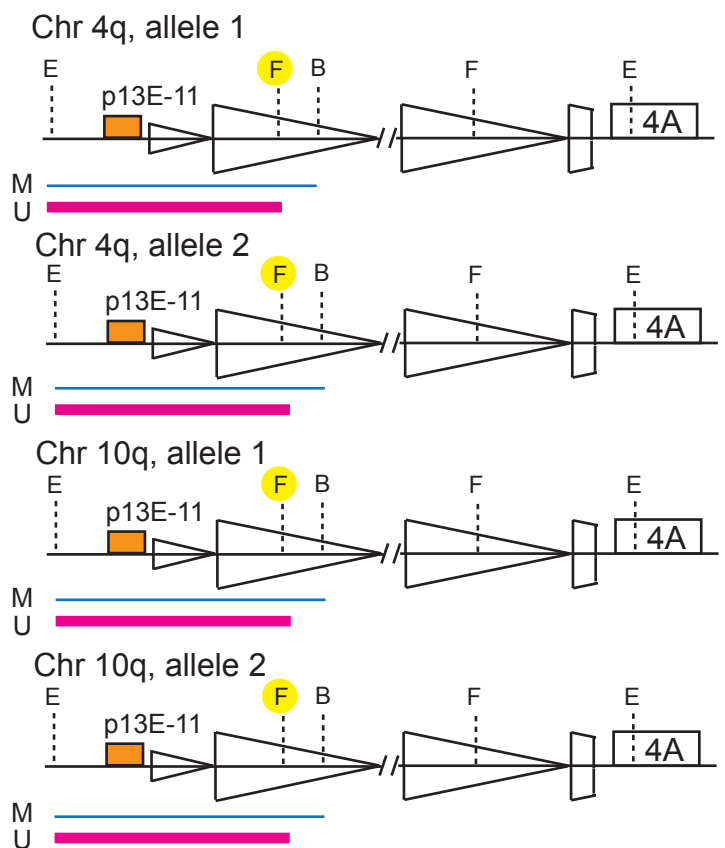 Chr 4q, allele 1
E F B F E
p13E-11
4A
M
U
Chr 4q, allele 2
E F B F E
p13E-11
4A
M
U
Chr 10q, allele 1
E F B F E
p13E-11
4A
M
U
Chr 10q, allele 2
E F B F E
p13E-11
4A
M
U